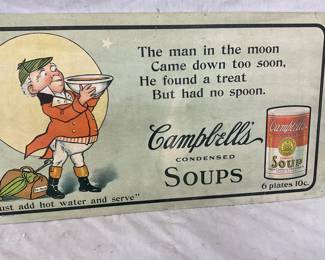 The man in the moon
Came down too soon,
He found a treat
But had no spoon.
Campbell's
CONDENSED
SOUPS
Campbell's
SOUP
6 plates 10c.
ust add hot water and serve"